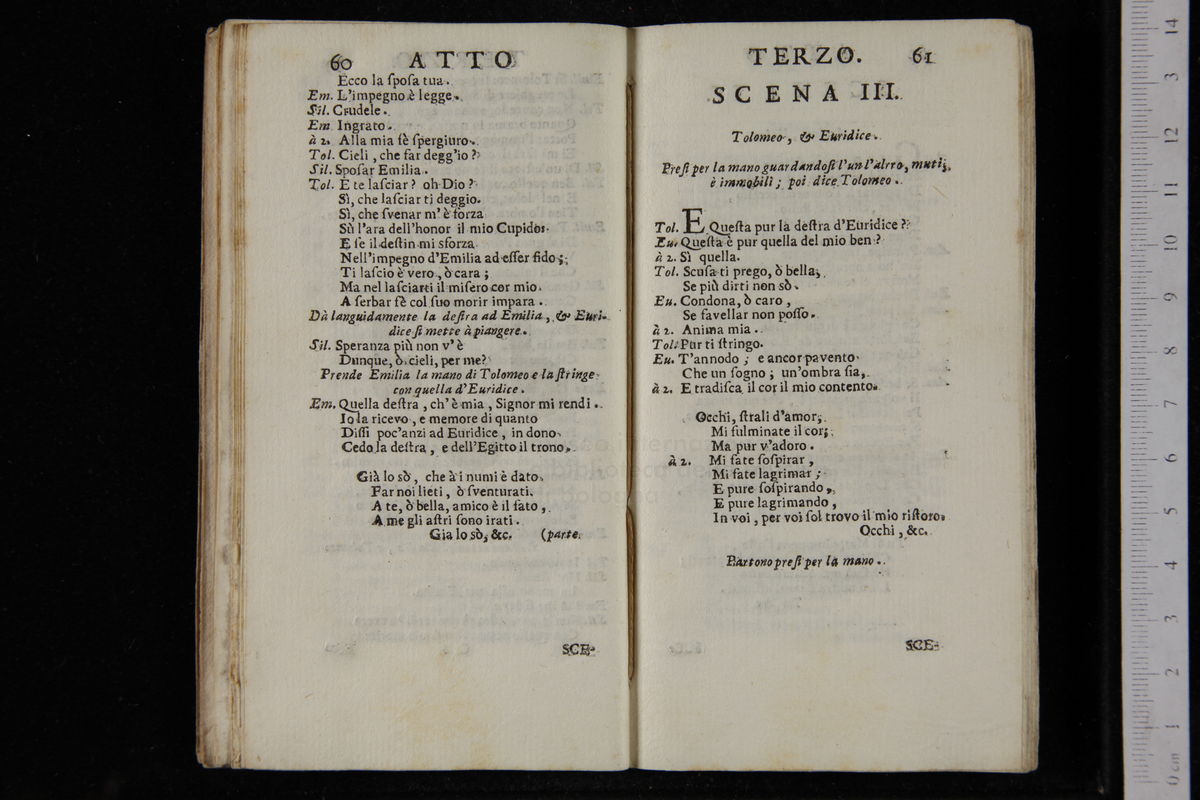 60 ATTO
Ecco la ſpoſa tua.
Em. L'impegno è legge.
Sil. Crudele.
Em. Ingrato.
à 2. Alla mia fè ſpergiuro.
Tol. Cieli, che far degg'io?
Sil. Spoſar Emilia.
Tol. E te laſciar? oh Dio?
Sì, che laſciar ti deggio.
Sì, che ſvenar m'è forza
Sù l'ara dell'honor il mio Cupido:
E ſe il deſtin mi sforza
Nell'impegno d'Emilia ad eſſer fido;
Ti laſcio è vero, ò cara;
Ma nel laſciarti il miſero cor mio
A ſerbar fè col ſuo morir impara.
Dà languidamente la deſtra ad Emilia, & Euri-
dice ſi mette à piangere.
Sil. Speranza più non v'è
Dunque, ò cieli, per me?
Prende Emilia la mano di Tolomeo e la ſtringe
con quella d'Euridice.
Em. Quella deſtra, ch'è mia, Signor mi rendi.
Io la ricevo, e memore di quanto
Diſſi poc'anzi ad Euridice, in dono
Cedo la deſtra, e dell'Egitto il trono.
Già lo sò, che à i numi è dato
Far noi lieti, ò ſventurati.
A te, ò bella, amico è il fato,
A me gli aſtri ſono irati.
Gia lo sò, &c. (parte.
SCE-
TERZO. 61
SCENA III.
Tolomeo, & Euridice.
Preſi per la mano guardandoſi l'un l'alrro, muti,
è immobili; poi dice Tolomeo.
Tol. EQueſta pur la deſtra d'Euridice?
Eu. Queſta è pur quella del mio ben?
à 2. Sì quella.
Tol. Scuſa ti prego, ò bella,
Se più dirti non sò.
Eu. Condona, ò caro,
Se favellar non poſſo.
à 2. Anima mia.
Tol. Pur ti ſtringo.
Eu. T'annodo; e ancor pavento
Che un ſogno; un'ombra ſia,
à 2. E tradiſca il cor il mio contento.
Occhi, ſtrali d'amor,
Mi fulminate il cor;
Ma pur v'adoro.
à 2. Mi fate ſoſpirar,
Mi fate lagrimar;
E pure ſoſpirando,
E pure lagrimando,
In voi, per voi ſol trovo il mio riſtoro.
Occhi, &c.
Partono preſi per la mano.
SCE-